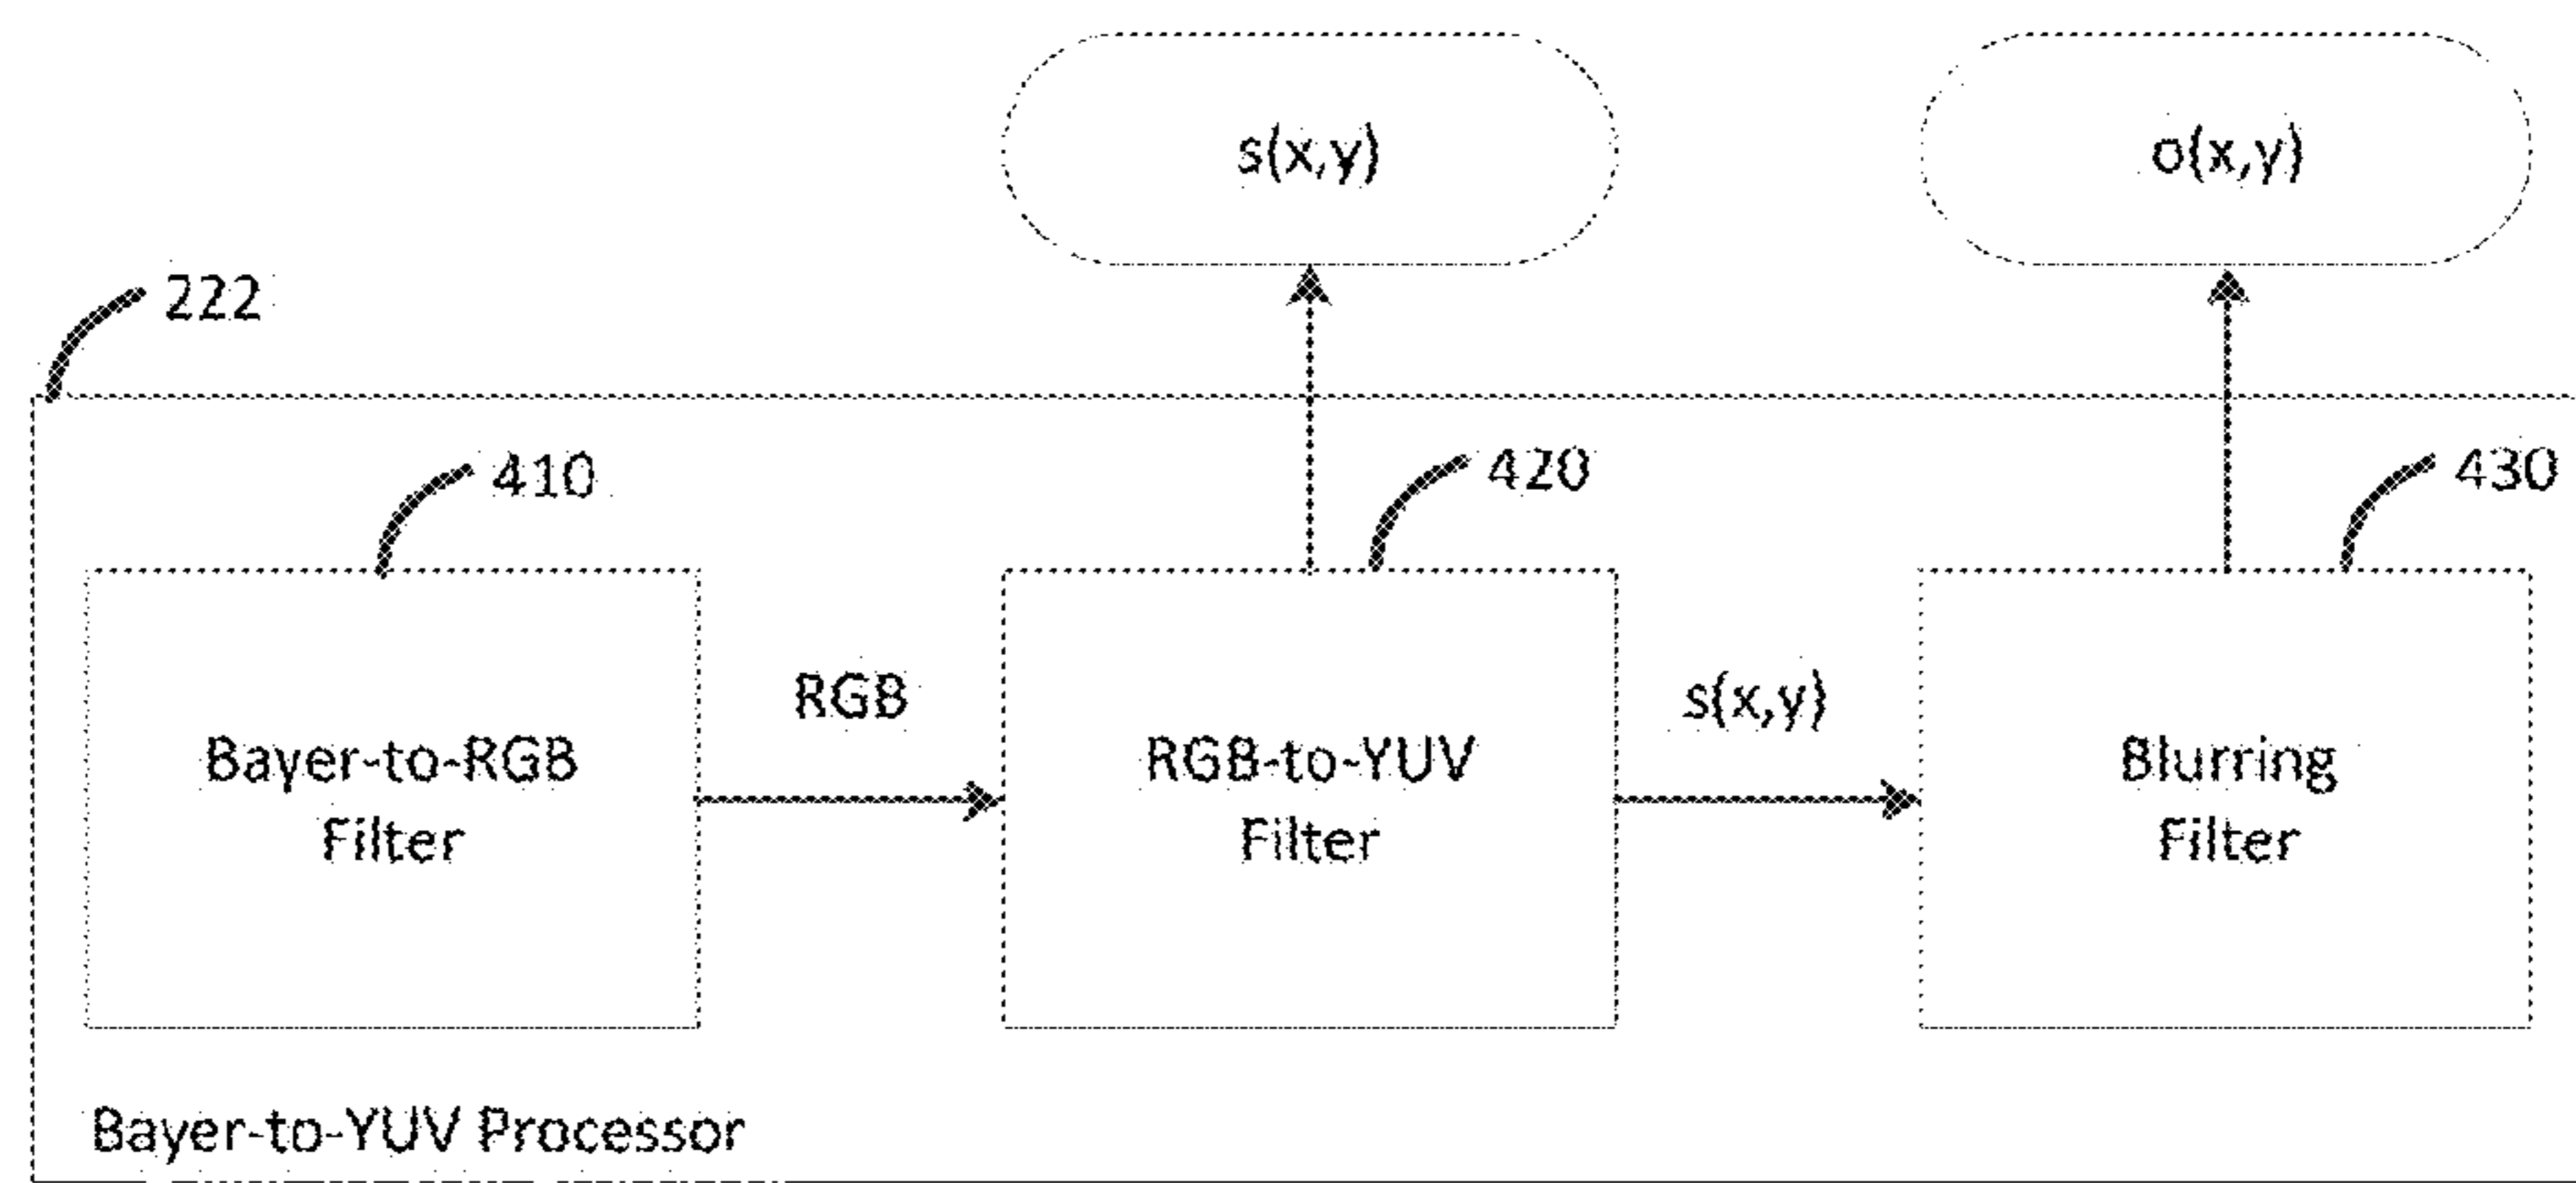 s(x,y)
o(x,y)
222
410
420
430
RGB
s(x,y)
Bayer-to-RGB
Filter
RGB-to-YUV
Filter
Blurring
Filter
Bayer-to-YUV Processor